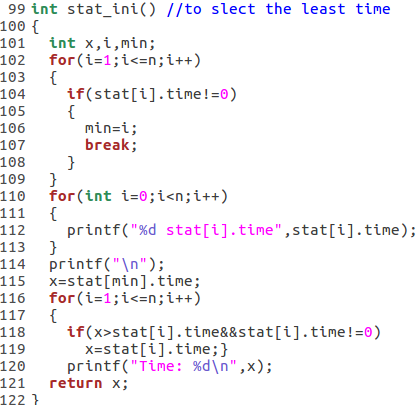 99 int stat_ini() //to slect the least time
100 {
101   int x,i,min;
102   for(i=1;i<=n;i++)
103   {
104     if(stat[i].time!=0)
105     {
106       min=i;
107       break;
108     }
109   }
110   for(int i=0;i<n;i++)
111   {
112     printf("%d stat[i].time",stat[i].time);
113   }
114   printf("\n");
115   x=stat[min].time;
116   for(i=1;i<=n;i++)
117   {
118     if(x>stat[i].time&&stat[i].time!=0)
119       x=stat[i].time;}
120     printf("Time: %d\n",x);
121   return x;
122 }